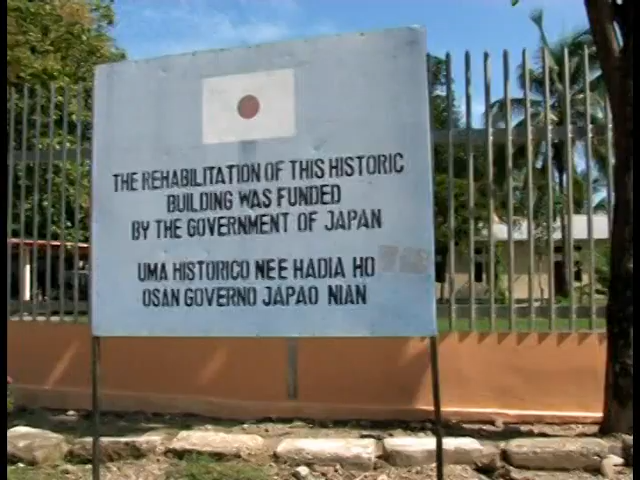 THE REHABILITATION OF THIS HISTORIC
BUILDING WAS FUNDED
BY THE GOVERNMENT OF JAPAN
UMA HISTORICO NEE HADIA HO
OSAN GOVERNO JAPAO NIAN